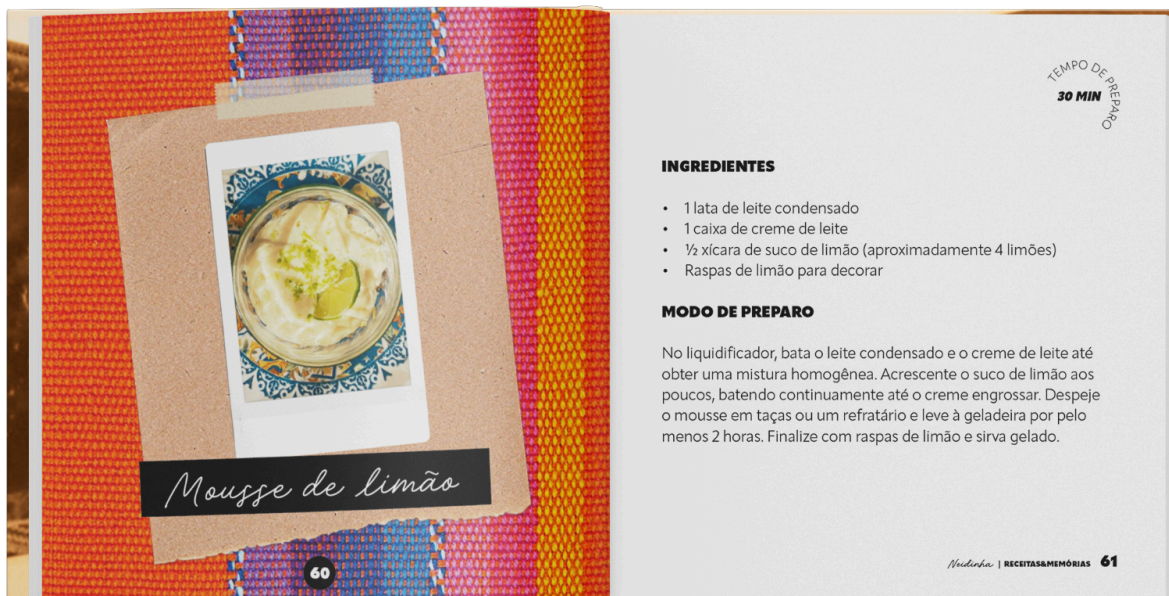 Mousse de limão
60
TEMPO DE PREPARO
30 MIN
INGREDIENTES
• 1 lata de leite condensado
• 1 caixa de creme de leite
• ½ xícara de suco de limão (aproximadamente 4 limões)
• Raspas de limão para decorar
MODO DE PREPARO
No liquidificador, bata o leite condensado e o creme de leite até
obter uma mistura homogênea. Acrescente o suco de limão aos
poucos, batendo continuamente até o creme engrossar. Despeje
o mousse em taças ou um refratário e leve à geladeira por pelo
menos 2 horas. Finalize com raspas de limão e sirva gelado.
Neidinha | RECEITAS&MEMÓRIAS 61